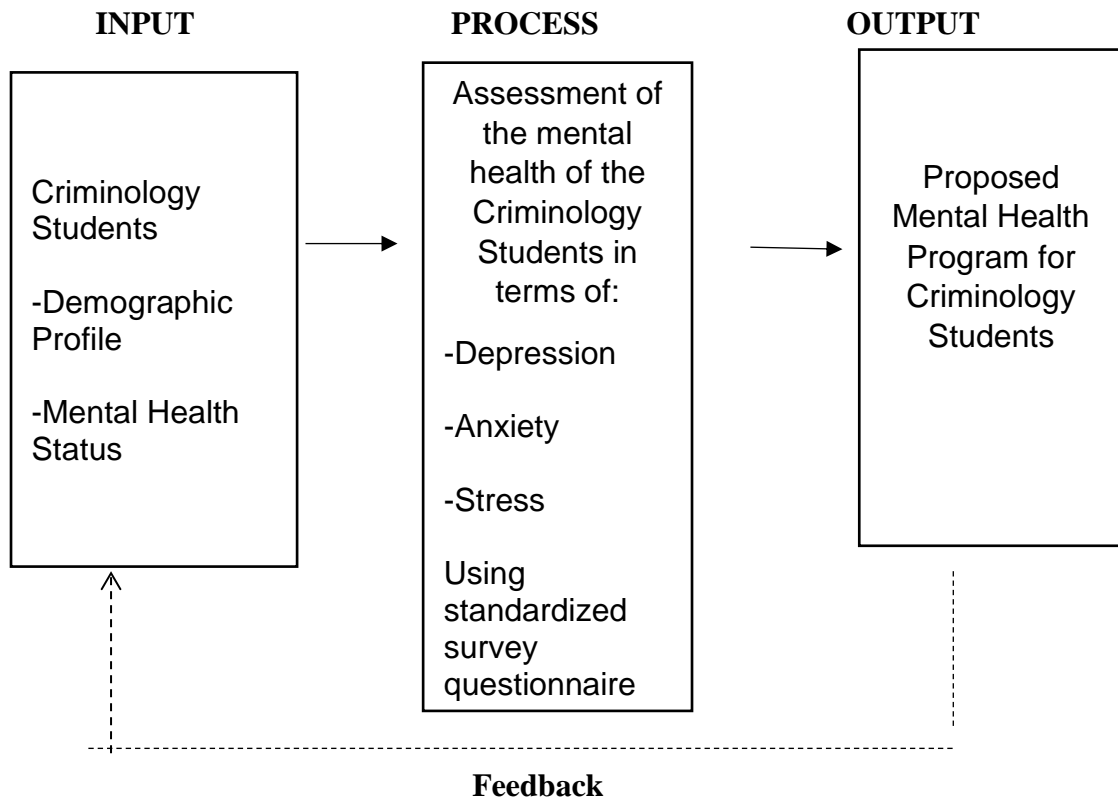 INPUT
PROCESS
OUTPUT
Criminology
Students
-Demographic
Profile
-Mental Health
Status
Assessment of
the mental
health of the
Criminology
Students in
terms of:
-Depression
-Anxiety
-Stress
Using
standardized
survey
questionnaire
Proposed
Mental Health
Program for
Criminology
Students
Feedback